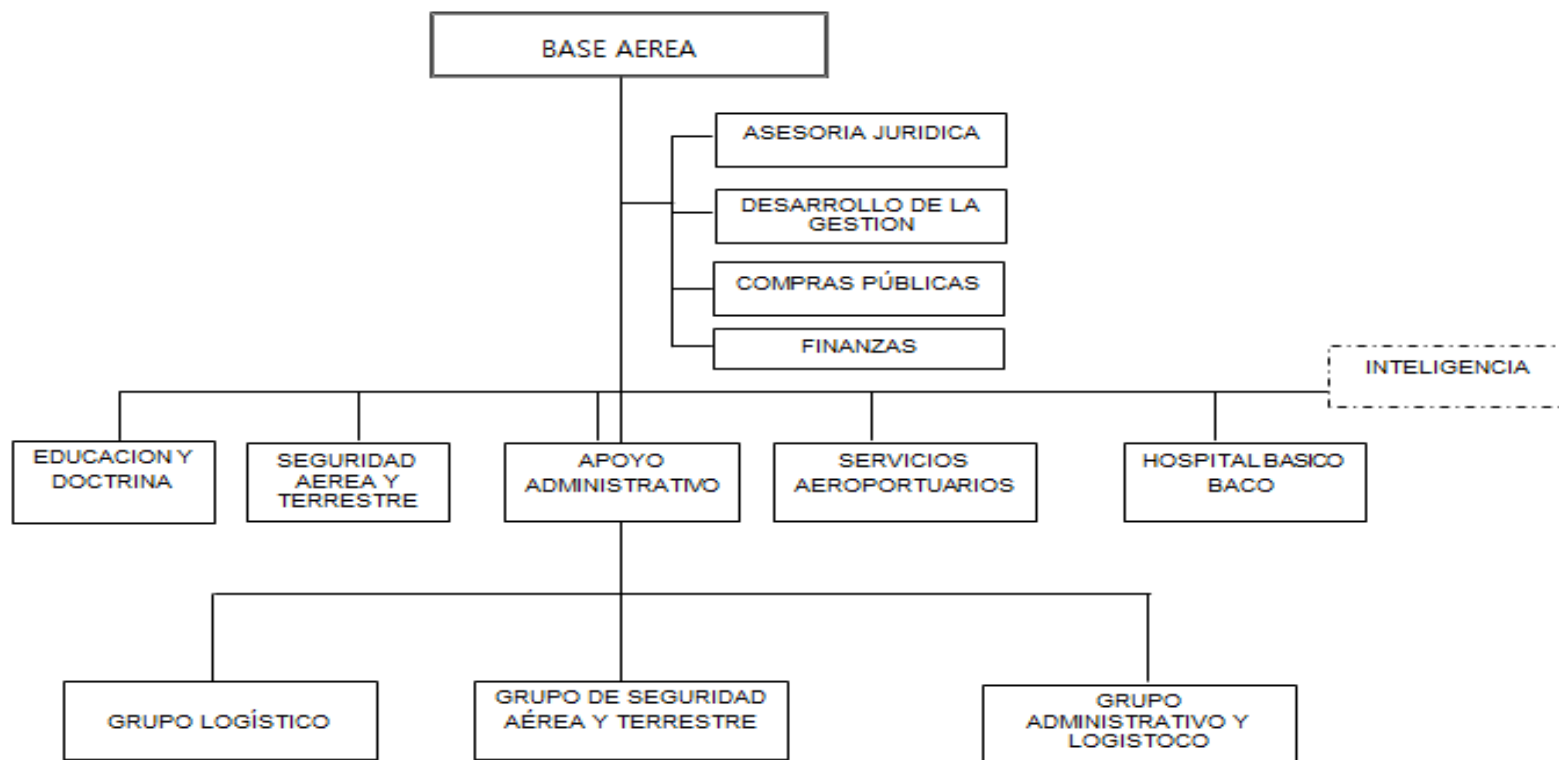 BASE AEREA
ASESORIA JURIDICA
DESARROLLO DE LA
GESTION
COMPRAS PÚBLICAS
FINANZAS
INTELIGENCIA
EDUCACION Y
DOCTRINA
SEGURIDAD
AEREA Y
TERRESTRE
APOYO
ADMINISTRATIVO
SERVICIOS
AEROPORTUARIOS
HOSPITAL BASICO
BACO
GRUPO LOGÍSTICO
GRUPO DE SEGURIDAD
AÉREA Y TERRESTRE
GRUPO
ADMINISTRATIVO Y
LOGISTOCO